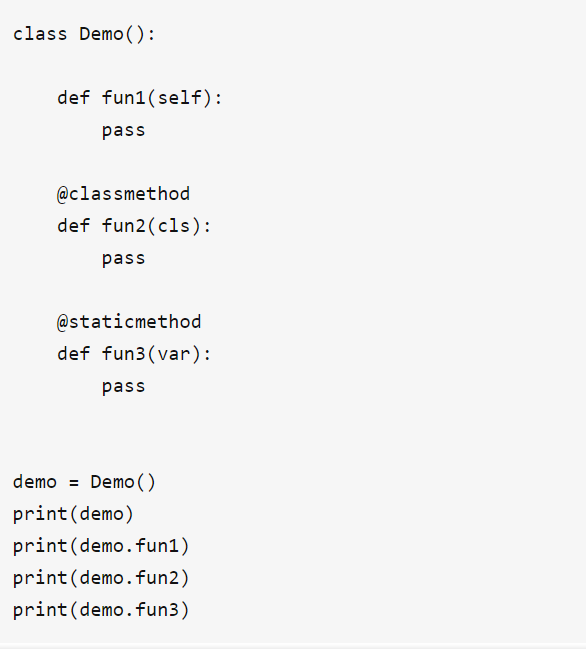 class Demo():
    def fun1(self):
        pass
    @classmethod
    def fun2(cls):
        pass
    @staticmethod
    def fun3(var):
        pass
demo = Demo()
print(demo)
print(demo.fun1)
print(demo.fun2)
print(demo.fun3)